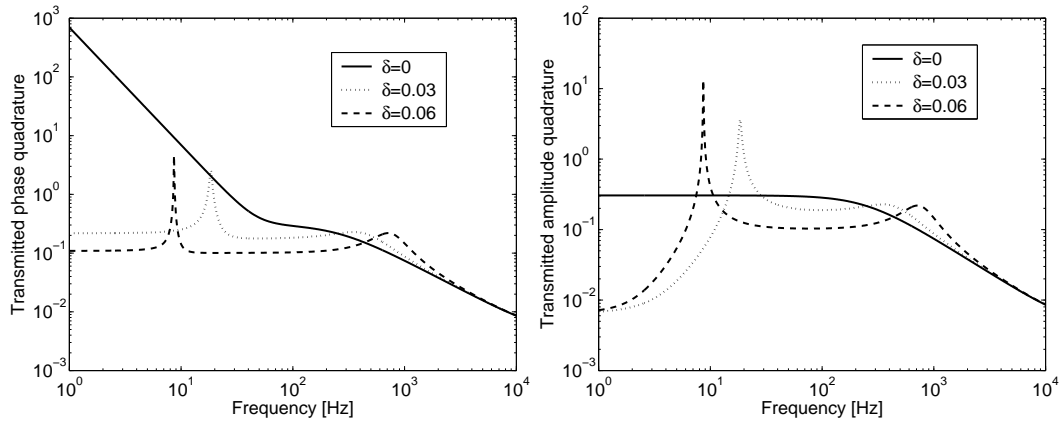 10^3
10^2
10^1
10^0
10^-1
10^-2
10^-3
Transmitted phase quadrature
δ=0
δ=0.03
δ=0.06
10^0
10^1
10^2
10^3
10^4
Frequency [Hz]
10^2
10^1
10^0
10^-1
10^-2
10^-3
Transmitted amplitude quadrature
δ=0
δ=0.03
δ=0.06
10^0
10^1
10^2
10^3
10^4
Frequency [Hz]